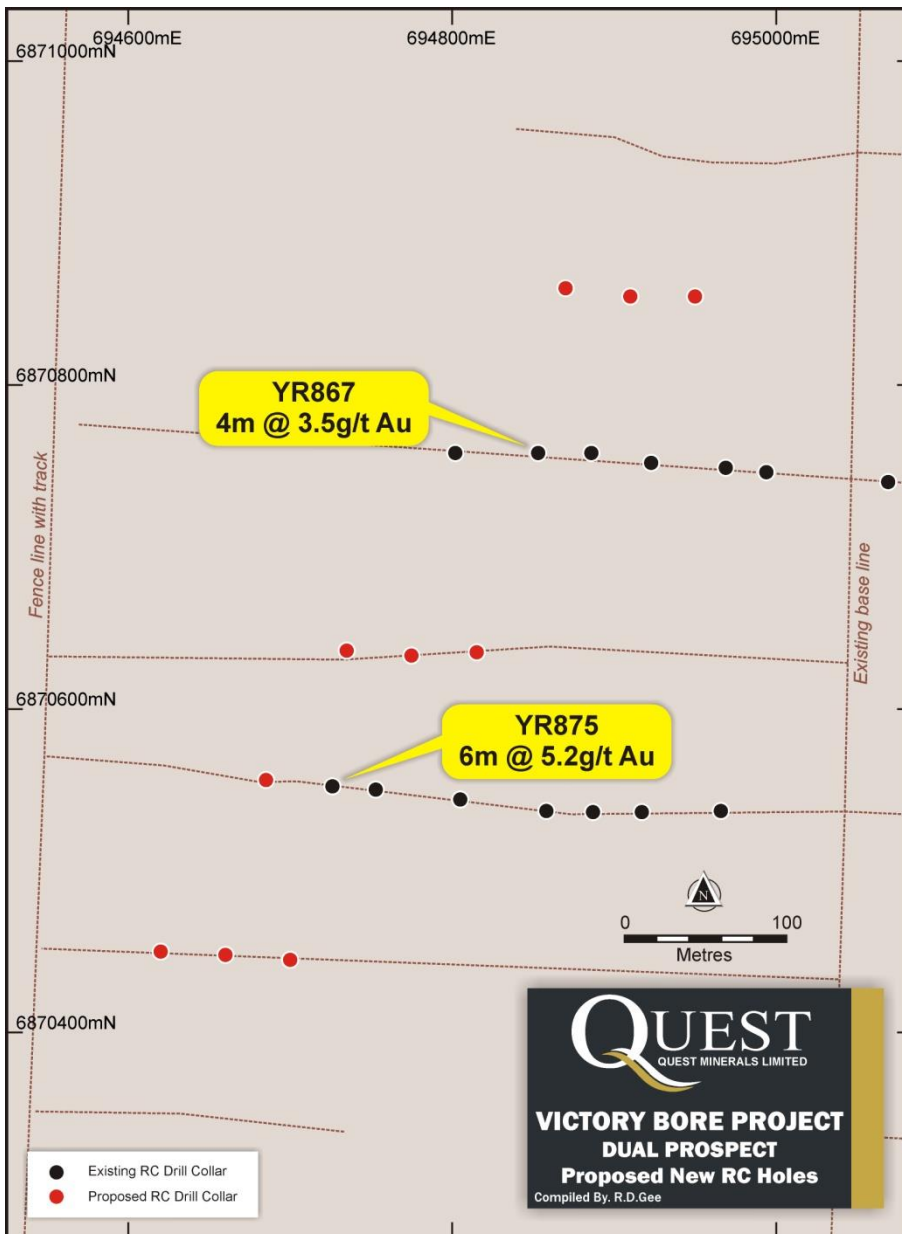 694600mE
694800mE
695000mE
6871000mN
6870800mN
YR867
4m @ 3.5g/t Au
Fence line with track
Existing base line
6870600mN
YR875
6m @ 5.2g/t Au
N
0
100
Metres
6870400mN
QUEST
QUEST MINERALS LIMITED
VICTORY BORE PROJECT
DUAL PROSPECT
Proposed New RC Holes
Compiled By. R.D.Gee
Existing RC Drill Collar
Proposed RC Drill Collar